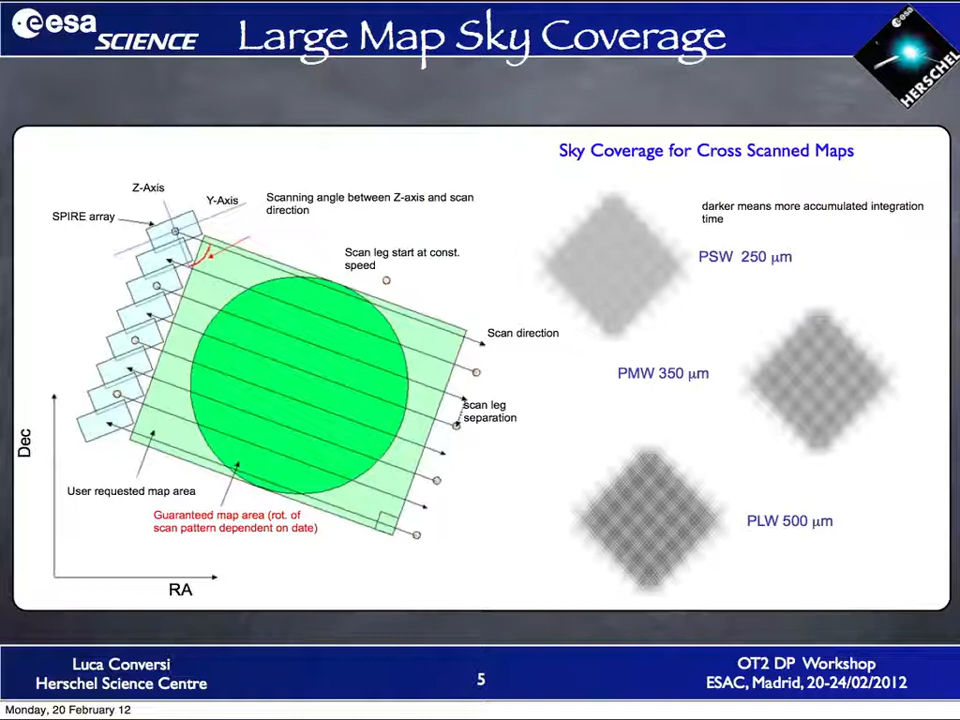 esa
SCIENCE
Large Map Sky Coverage
HERSCHEL
esa
Sky Coverage for Cross Scanned Maps
Z-Axis
Y-Axis
SPIRE array
Scanning angle between Z-axis and scan
direction
Scan leg start at const.
speed
Scan direction
scan leg
separation
Dec
User requested map area
Guaranteed map area (rot. of
scan pattern dependent on date)
RA
darker means more accumulated integration
time
PSW 250 µm
PMW 350 µm
PLW 500 µm
Luca Conversi
Herschel Science Centre
5
OT2 DP Workshop
ESAC, Madrid, 20-24/02/2012
Monday, 20 February 12